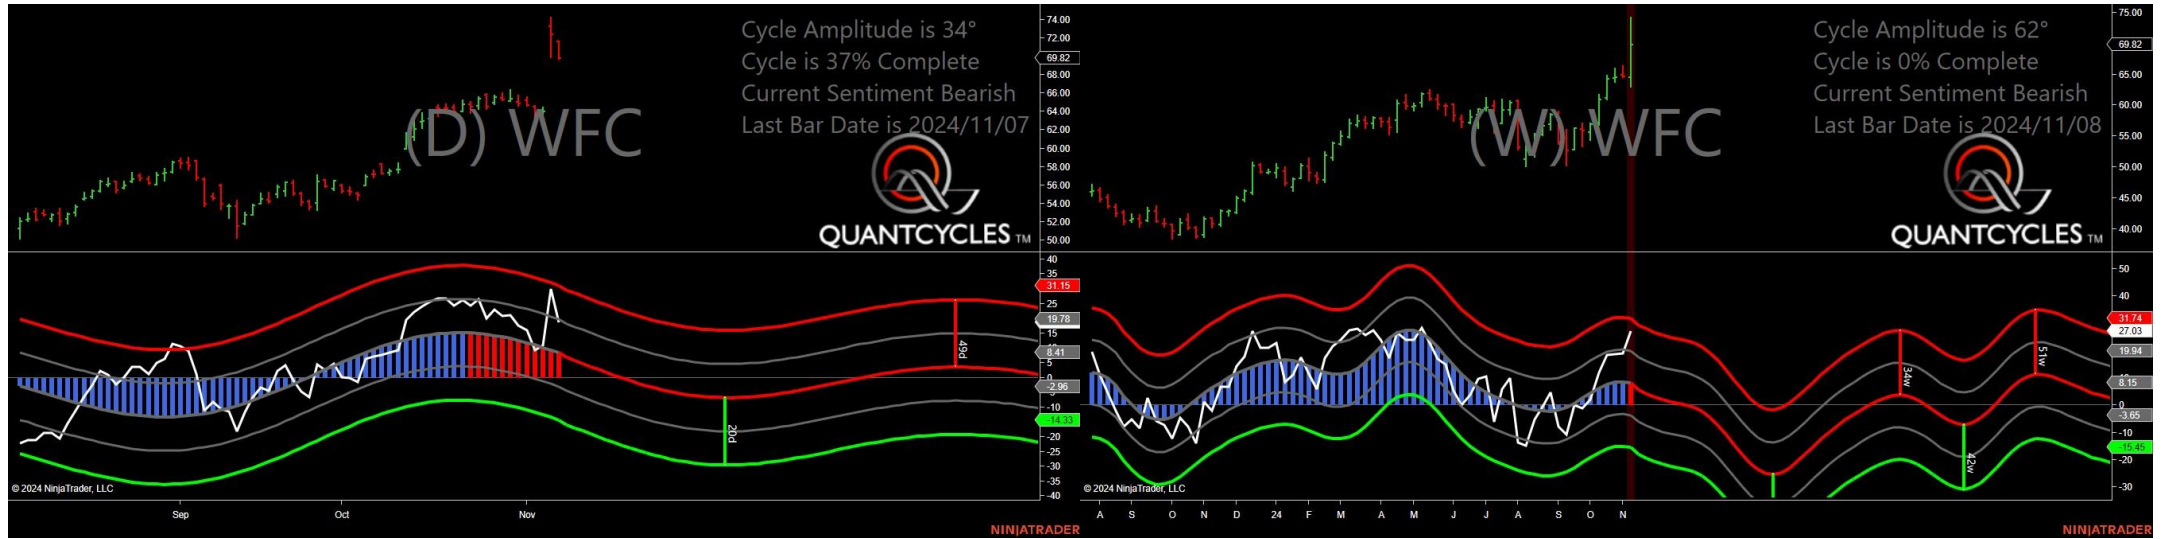 Cycle Amplitude is 34°
Cycle is 37% Complete
Current Sentiment Bearish
Last Bar Date is 2024/11/07
(D) WFC
QUANTCYCLES TM
74.00
72.00
69.82
68.00
66.00
64.00
62.00
60.00
58.00
56.00
54.00
52.00
50.00
40
35
31.15
25
19.78
15
8.41
5
0
-2.96
-10
-14.33
-20
-25
-30
-35
-40
49d
20d
© 2024 NinjaTrader, LLC
Sep Oct Nov
NINJATRADER
Cycle Amplitude is 62°
Cycle is 0% Complete
Current Sentiment Bearish
Last Bar Date is 2024/11/08
(W) WFC
QUANTCYCLES TM
75.00
69.82
65.00
60.00
55.00
50.00
45.00
40.00
50
40
31.74
27.03
19.94
8.15
0
-3.65
-10
-15.45
-20
-30
34w
51w
42w
© 2024 NinjaTrader, LLC
A S O N D 24 F M A M J J A S O N
NINJATRADER